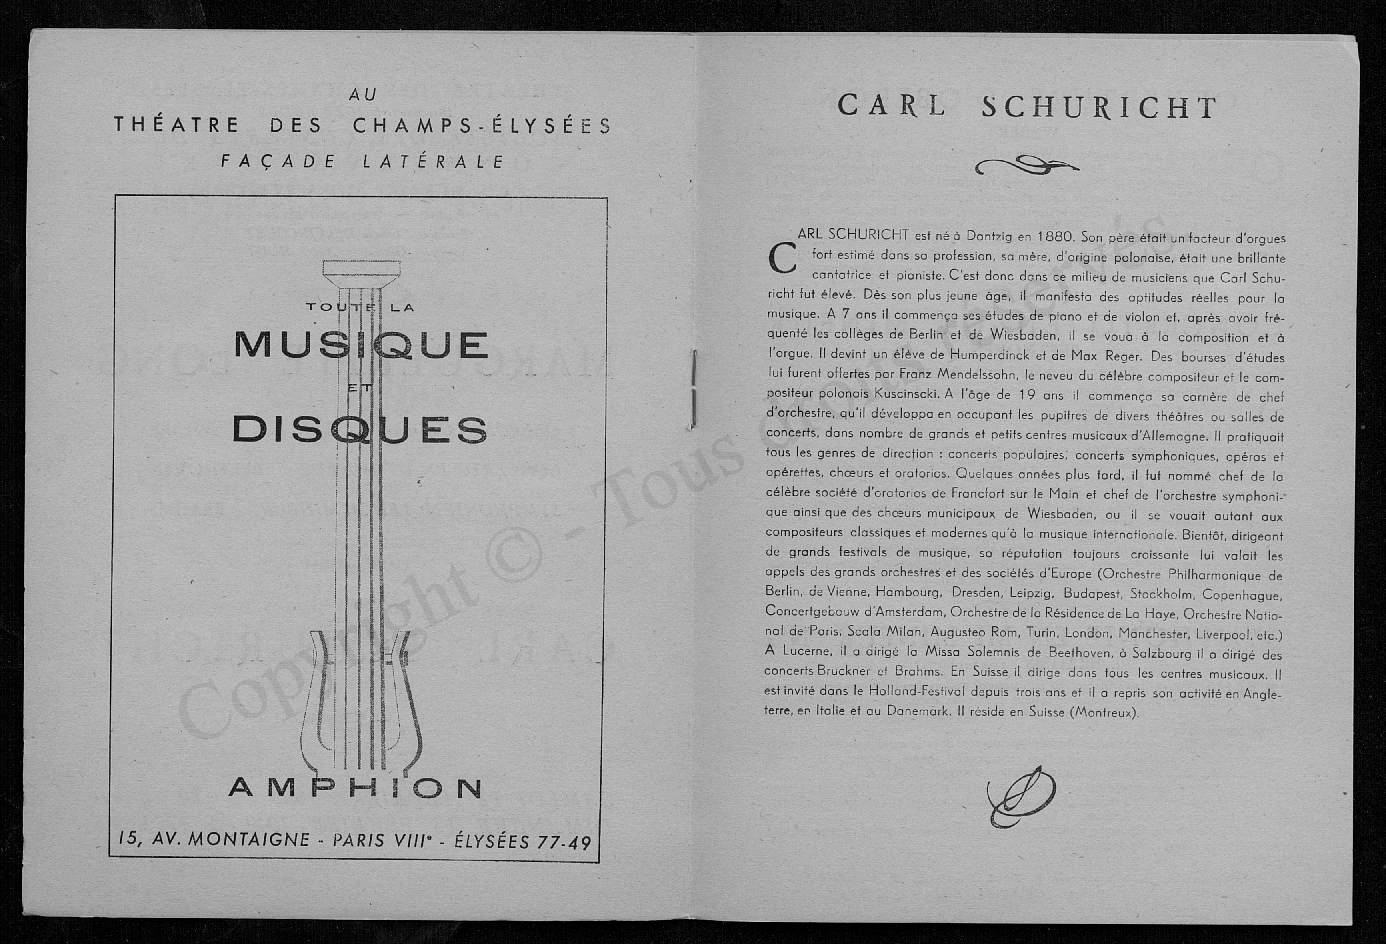 AU
THÉATRE DES CHAMPS-ÉLYSÉES
FAÇADE LATÉRALE
TOUTE LA
MUSIQUE
ET
DISQUES
AMPHION
15, AV. MONTAIGNE - PARIS VIIIe - ÉLYSÉES 77-49
CARL SCHURICHT
CARL SCHURICHT est né à Dantzig en 1880. Son père était un facteur d'orgues
fort estimé dans sa profession, sa mère, d'origine polonaise, était une brillante
cantatrice et pianiste. C'est donc dans ce milieu de musiciens que Carl Schu-
richt fut élevé. Dès son plus jeune âge, il manifesta des aptitudes réelles pour la
musique. A 7 ans il commença ses études de piano et de violon et, après avoir fré-
quenté les collèges de Berlin et de Wiesbaden, il se voua à la composition et à
l'orgue. Il devint un élève de Humperdinck et de Max Reger. Des bourses d'études
lui furent offertes par Franz Mendelssohn, le neveu du célèbre compositeur et le com-
positeur polonais Kuscinscki. A l'âge de 19 ans il commença sa carrière de chef
d'orchestre, qu'il développa en occupant les pupitres de divers théâtres ou salles de
concerts, dans nombre de grands et petits centres musicaux d'Allemagne. Il pratiquait
tous les genres de direction : concerts populaires, concerts symphoniques, opéras et
opérettes, chœurs et oratorios. Quelques années plus tard, il fut nommé chef de la
célèbre société d'oratorios de Francfort sur le Main et chef de l'orchestre symphoni-
que ainsi que des chœurs municipaux de Wiesbaden, ou il se vouait autant aux
compositeurs classiques et modernes qu'à la musique internationale. Bientôt, dirigeant
de grands festivals de musique, sa réputation toujours croissante lui valait les
appels des grands orchestres et des sociétés d'Europe (Orchestre Philharmonique de
Berlin, de Vienne, Hambourg, Dresden, Leipzig, Budapest, Stockholm, Copenhague,
Concertgebouw d'Amsterdam, Orchestre de la Résidence de La Haye, Orchestre Natio-
nal de Paris, Scala Milan, Augusteo Rom, Turin, London, Manchester, Liverpool, etc.)
A Lucerne, il a dirigé la Missa Solemnis de Beethoven, à Salzbourg il a dirigé des
concerts Bruckner et Brahms. En Suisse il dirige dans tous les centres musicaux. Il
est invité dans le Holland-Festival depuis trois ans et il a repris son activité en Angle-
terre, en Italie et au Danemark. Il réside en Suisse (Montreux).
Copyright © - Tous droits réservés